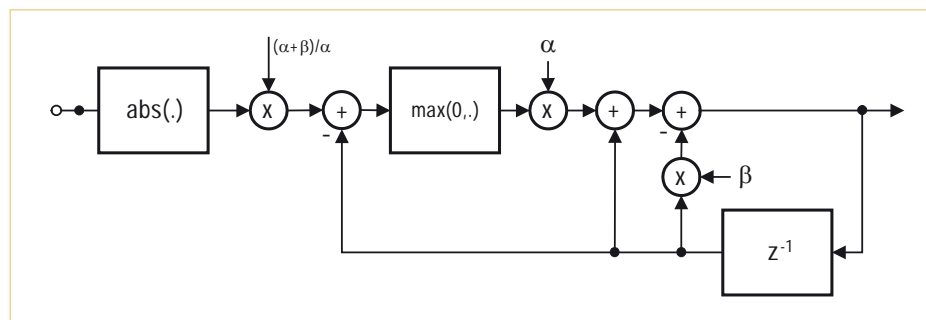 (α+β)/α
α
abs(.)
x
+
-
max(0,.)
x
+
+
-
x
β
z⁻¹